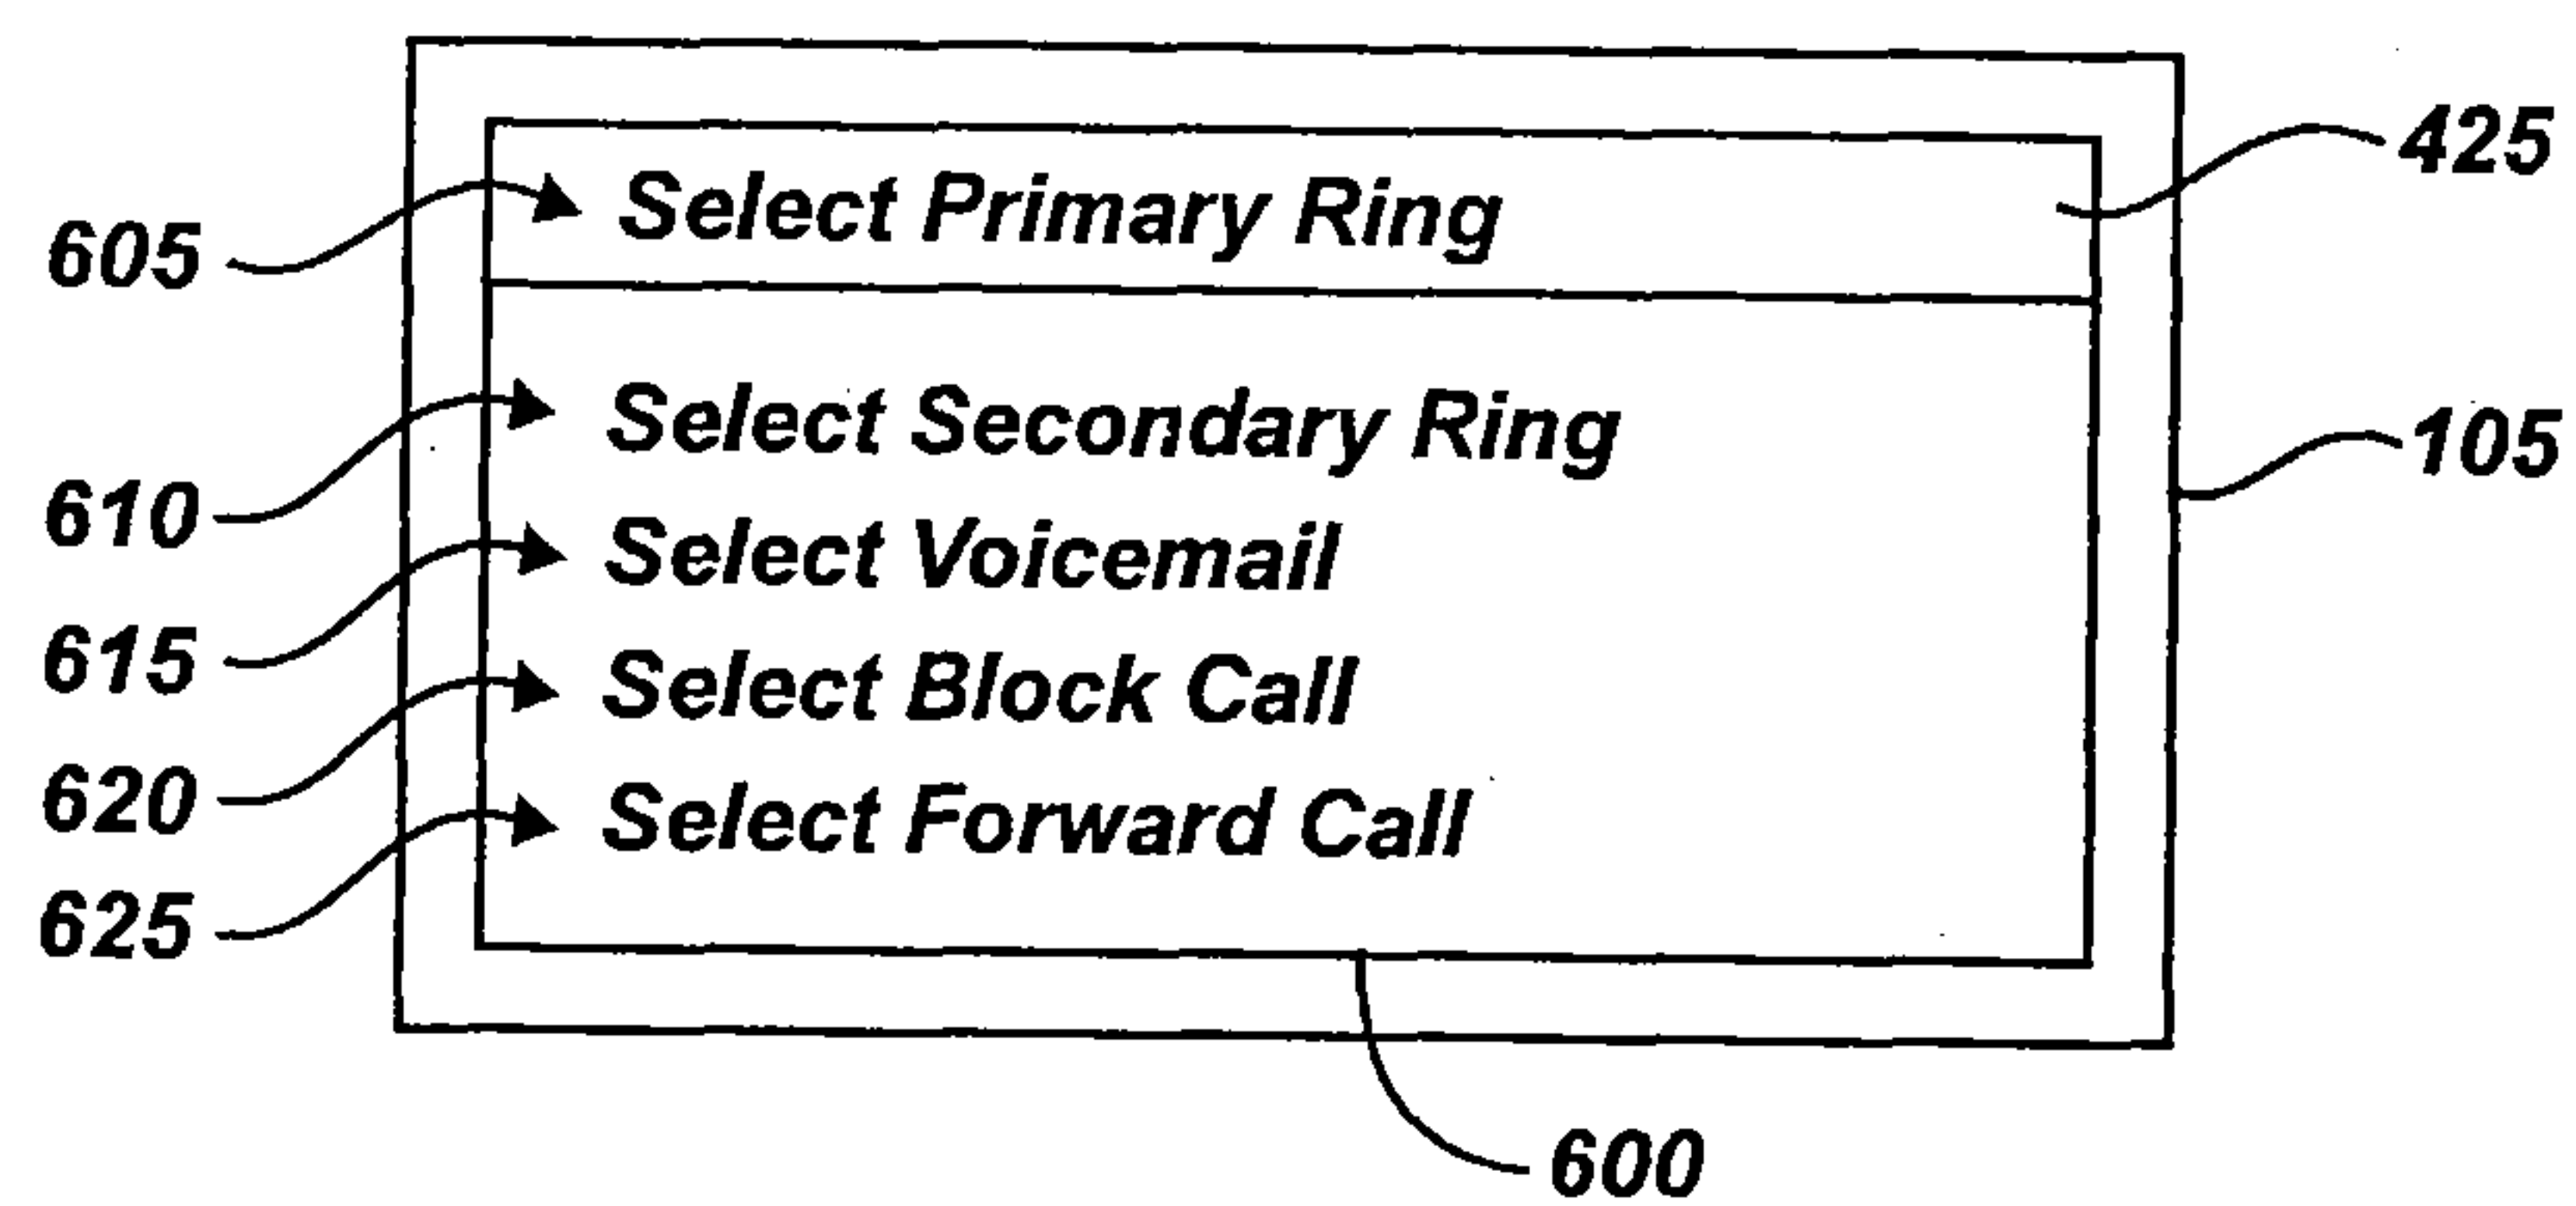 425
605 Select Primary Ring
105
610 Select Secondary Ring
615 Select Voicemail
620 Select Block Call
625 Select Forward Call
600